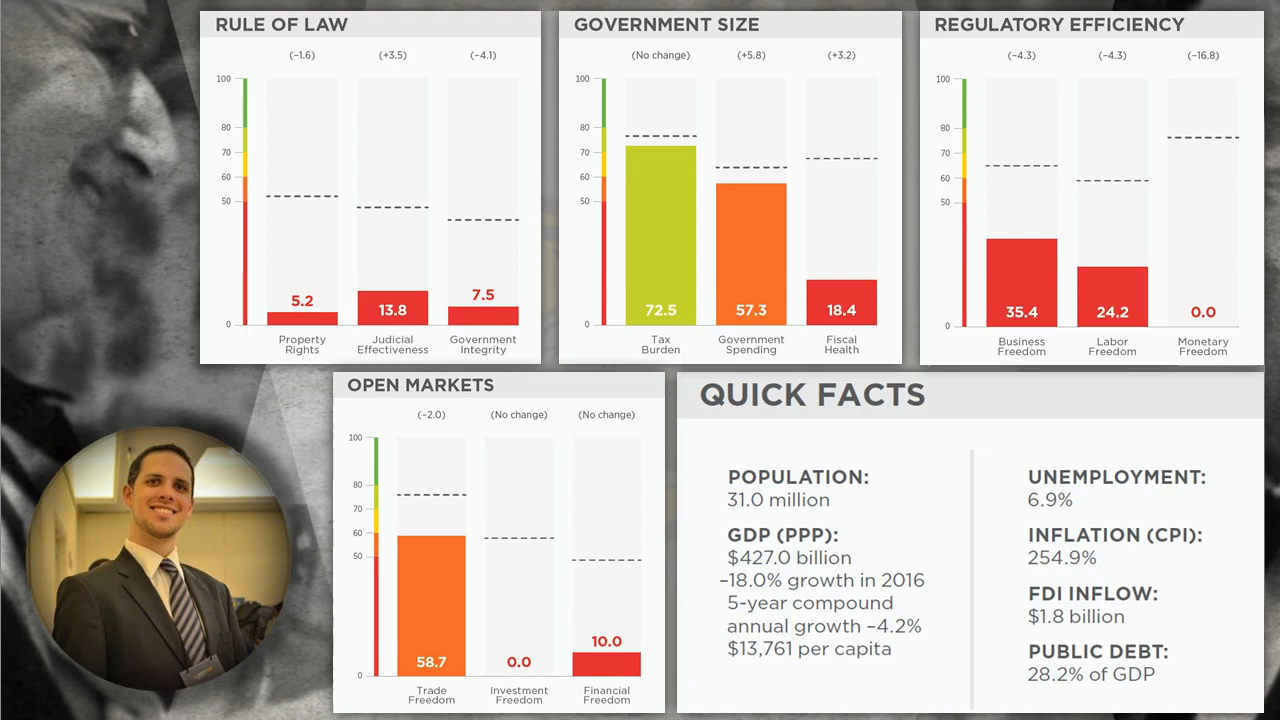 RULE OF LAW
(–1.6) (+3.5) (–4.1)
100
80
70
60
50
0
5.2 13.8 7.5
Property Rights
Judicial Effectiveness
Government Integrity
GOVERNMENT SIZE
(No change) (+5.8) (+3.2)
100
80
70
60
50
0
72.5 57.3 18.4
Tax Burden
Government Spending
Fiscal Health
REGULATORY EFFICIENCY
(–4.3) (–4.3) (–16.8)
100
80
70
60
50
0
35.4 24.2 0.0
Business Freedom
Labor Freedom
Monetary Freedom
OPEN MARKETS
(–2.0) (No change) (No change)
100
80
70
60
50
0
58.7 0.0 10.0
Trade Freedom
Investment Freedom
Financial Freedom
QUICK FACTS
POPULATION:
31.0 million
GDP (PPP):
$427.0 billion
–18.0% growth in 2016
5-year compound
annual growth –4.2%
$13,761 per capita
UNEMPLOYMENT:
6.9%
INFLATION (CPI):
254.9%
FDI INFLOW:
$1.8 billion
PUBLIC DEBT:
28.2% of GDP